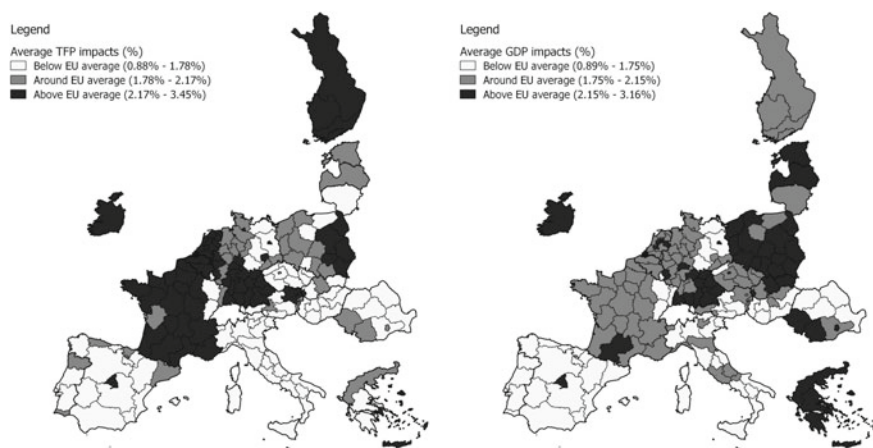 Legend
Average TFP impacts (%)
Below EU average (0.88% - 1.78%)
Around EU average (1.78% - 2.17%)
Above EU average (2.17% - 3.45%)
Legend
Average GDP impacts (%)
Below EU average (0.89% - 1.75%)
Around EU average (1.75% - 2.15%)
Above EU average (2.15% - 3.16%)